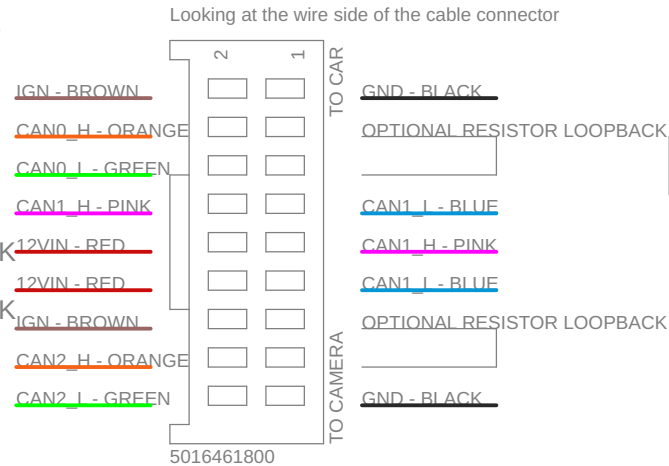 Looking at the wire side of the cable connector
2 1
TO CAR
IGN - BROWN
GND - BLACK
CAN0_H - ORANGE
OPTIONAL RESISTOR LOOPBACK
CAN0_L - GREEN
CAN1_H - PINK
CAN1_L - BLUE
K
12VIN - RED
CAN1_H - PINK
12VIN - RED
CAN1_L - BLUE
K
IGN - BROWN
OPTIONAL RESISTOR LOOPBACK
CAN2_H - ORANGE
TO CAMERA
CAN2_L - GREEN
GND - BLACK
5016461800